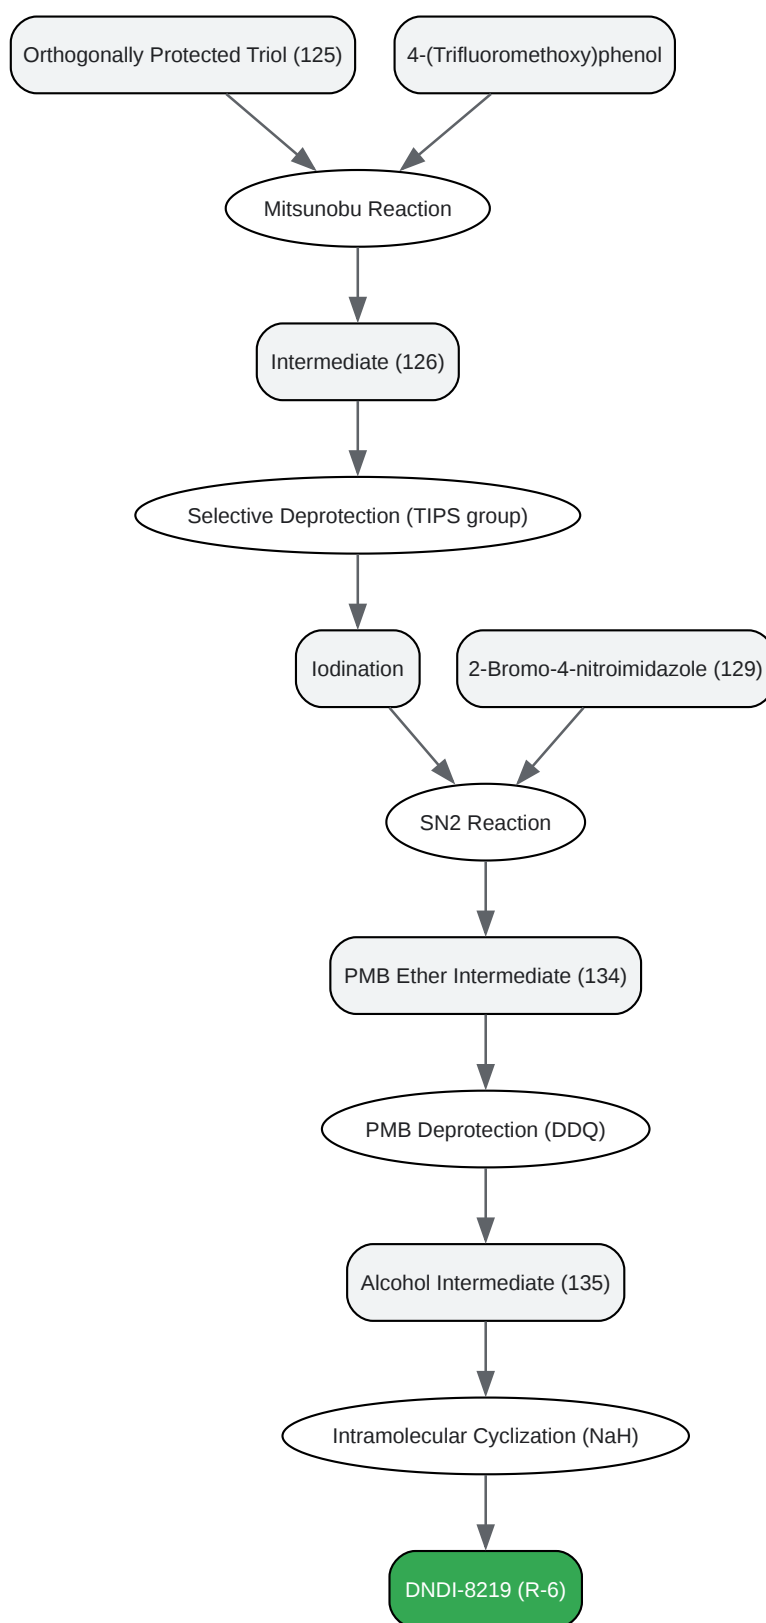 Orthogonally Protected Triol (125)
4-(Trifluoromethoxy)phenol
Mitsunobu Reaction
Intermediate (126)
Selective Deprotection (TIPS group)
Iodination
2-Bromo-4-nitroimidazole (129)
SN2 Reaction
PMB Ether Intermediate (134)
PMB Deprotection (DDQ)
Alcohol Intermediate (135)
Intramolecular Cyclization (NaH)
DNDI-8219 (R-6)